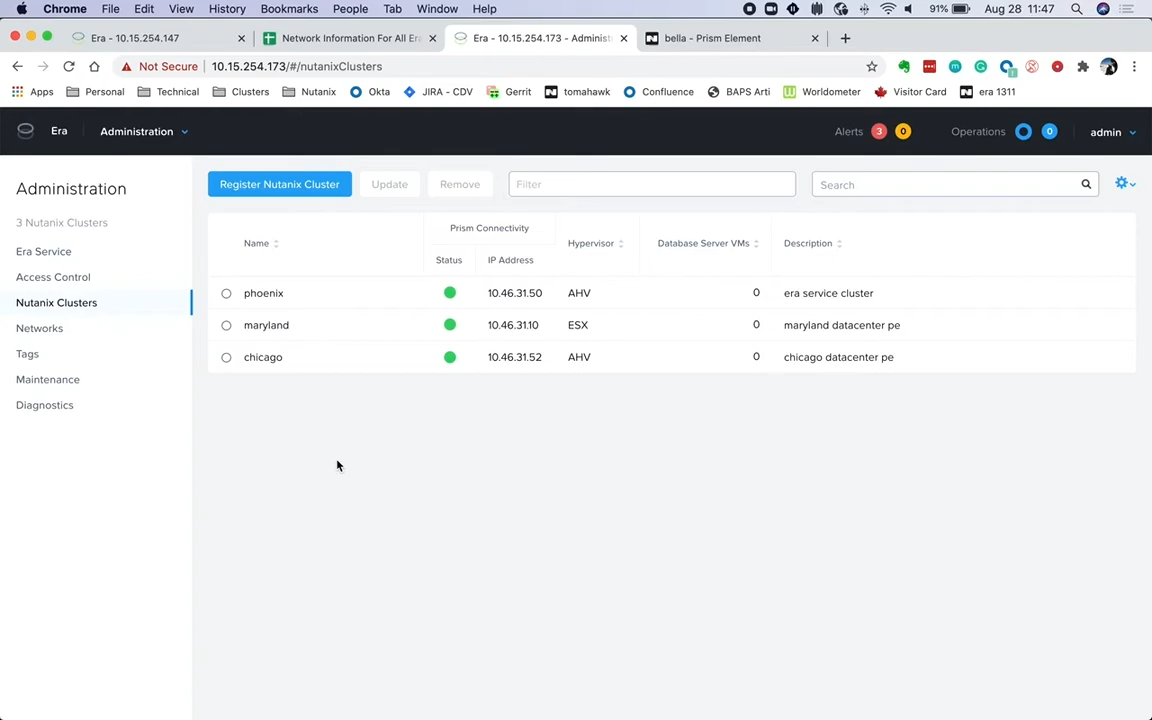 Chrome File Edit View History Bookmarks People Tab Window Help 91% Aug 28 11:47
Era - 10.15.254.147 Network Information For All Era Era - 10.15.254.173 - Administ bella - Prism Element
Not Secure 10.15.254.173/#/nutanixClusters
Apps Personal Technical Clusters Nutanix Okta JIRA - CDV Gerrit tomahawk Confluence BAPS Arti Worldometer Visitor Card era 1311
Era Administration Alerts 3 0 Operations 0 admin
Administration
3 Nutanix Clusters
Era Service
Access Control
Nutanix Clusters
Networks
Tags
Maintenance
Diagnostics
Register Nutanix Cluster Update Remove Filter Search
Prism Connectivity
Name Hypervisor Database Server VMs Description
Status IP Address
phoenix 10.46.31.50 AHV 0 era service cluster
maryland 10.46.31.10 ESX 0 maryland datacenter pe
chicago 10.46.31.52 AHV 0 chicago datacenter pe